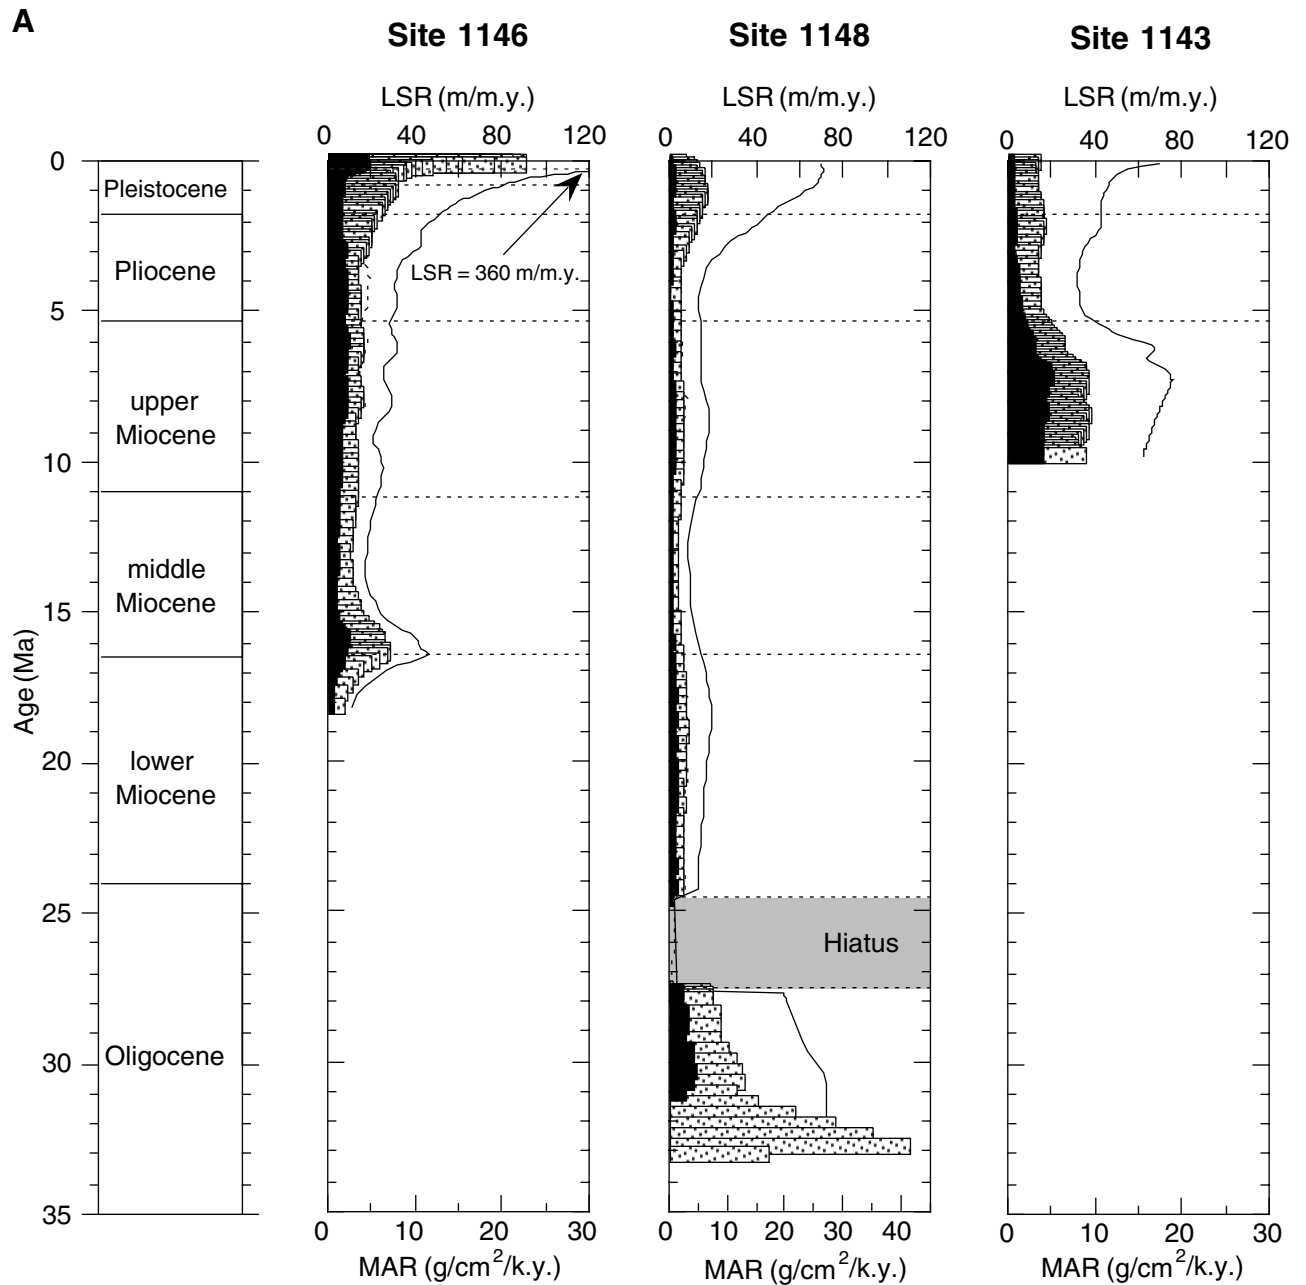 A
Site 1146
Site 1148
Site 1143
LSR (m/m.y.)
LSR (m/m.y.)
LSR (m/m.y.)
0 40 80 120
0 40 80 120
0 40 80 120
0
Pleistocene
LSR = 360 m/m.y.
Pliocene
5
upper
Miocene
10
middle
Miocene
15
Age (Ma)
20
lower
Miocene
25
Hiatus
Oligocene
30
35
0 10 20 30
0 10 20 30 40
0 10 20 30
MAR (g/cm²/k.y.)
MAR (g/cm²/k.y.)
MAR (g/cm²/k.y.)